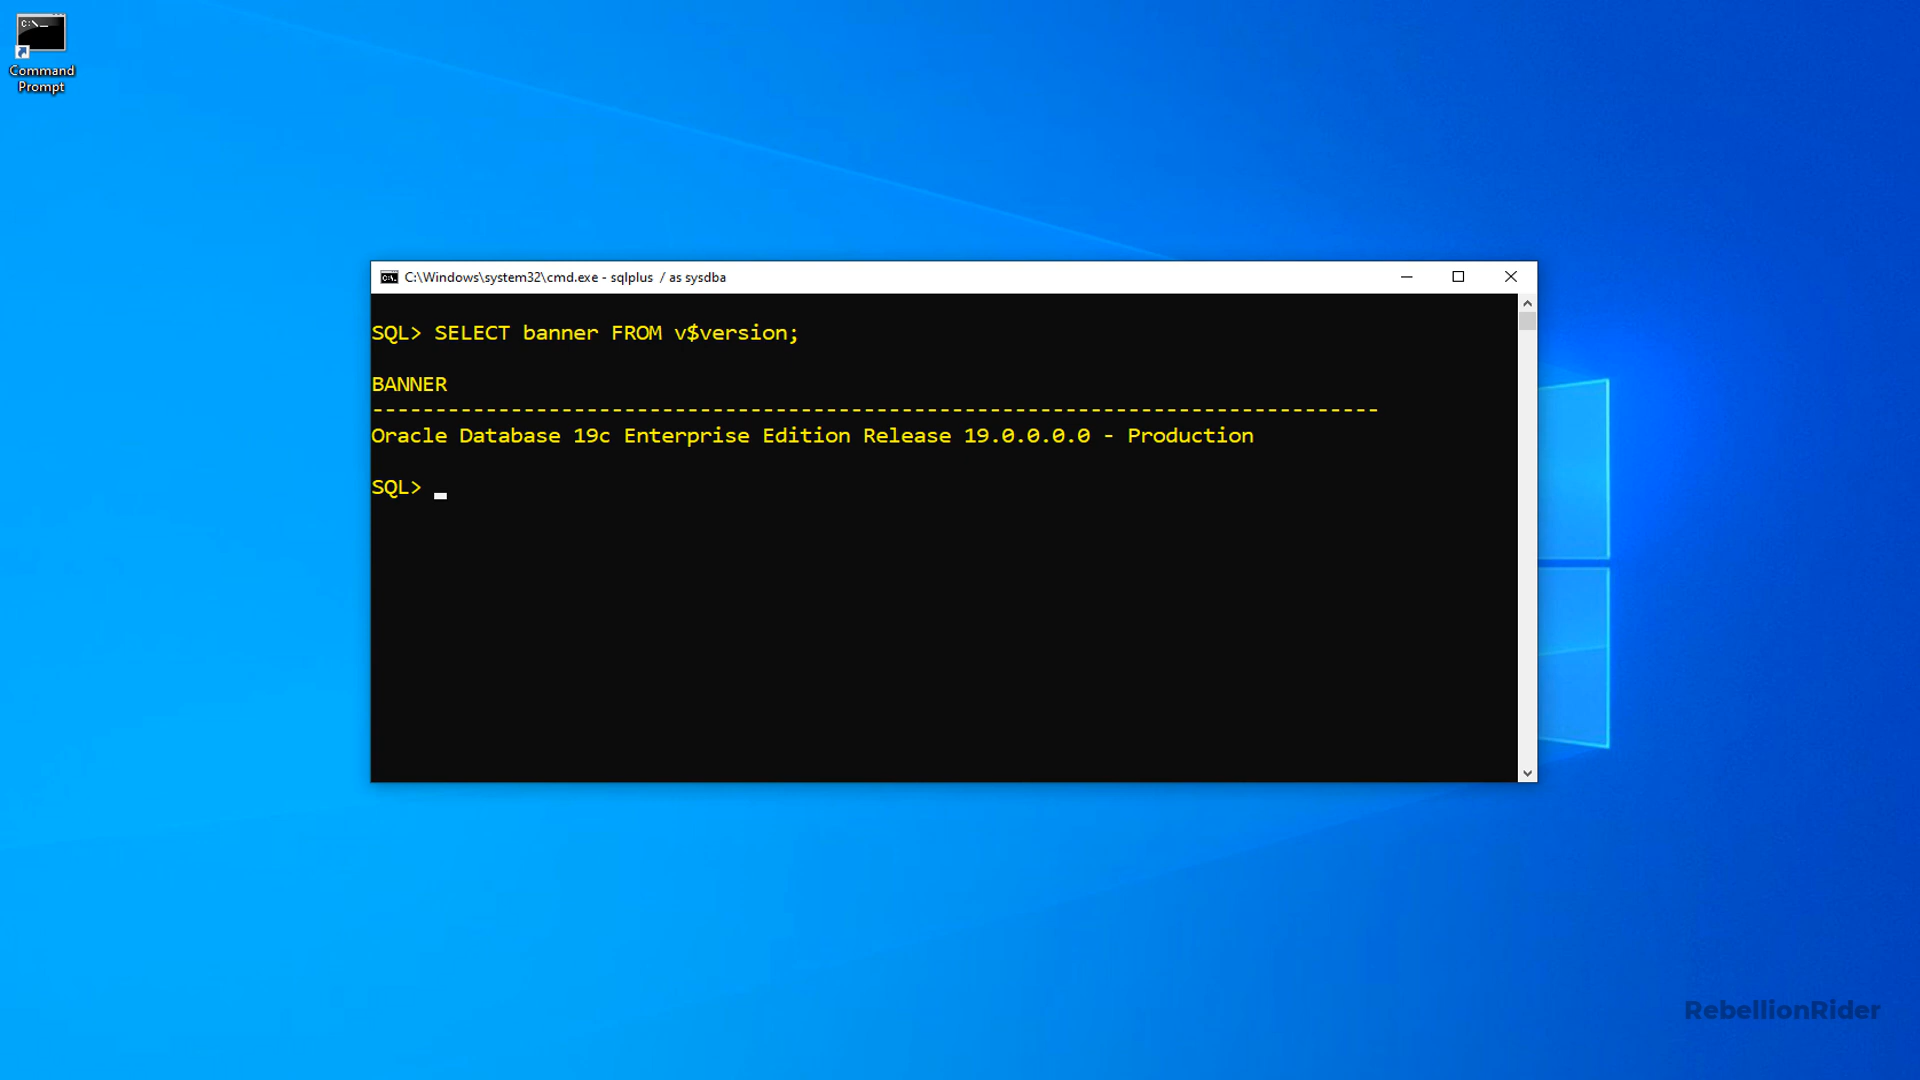 C:\_
Command
Prompt
C:\Windows\system32\cmd.exe - sqlplus  / as sysdba
SQL> SELECT banner FROM v$version;
BANNER
--------------------------------------------------------------------------------
Oracle Database 19c Enterprise Edition Release 19.0.0.0.0 - Production
SQL> _
RebellionRider